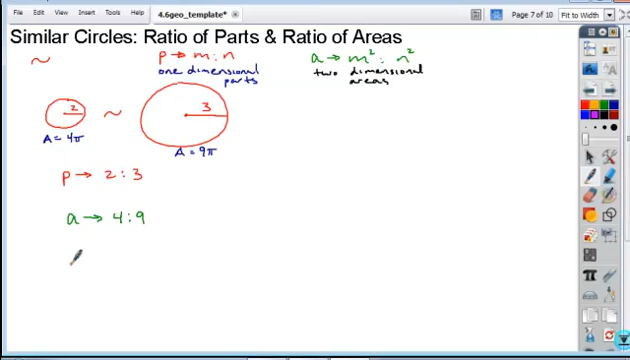 File Edit View Insert Tools Help
4.6geo_template*
Page 7 of 10
Fit to Width
Similar Circles: Ratio of Parts & Ratio of Areas
~ p → m : n
one dimensional parts
a → m² : n²
two dimensional areas
2
~
3
A = 4π
A = 9π
p → 2 : 3
a → 4 : 9